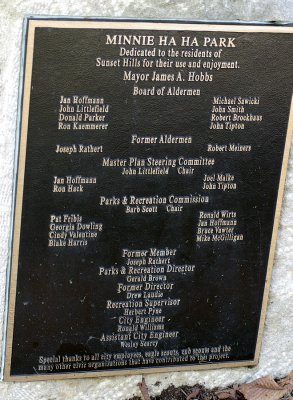 MINNIE HA HA PARK
Dedicated to the residents of
Sunset Hills for their use and enjoyment.
Mayor James A. Hobbs
Board of Aldermen
Jan Hoffmann Michael Sawicki
John Littlefield John Smith
Donald Parker Robert Brookhaus
Ron Kaemmerer John Tipton
Former Aldermen
Joseph Rathert Robert Meiners
Master Plan Steering Committee
John Littlefield Chair
Jan Hoffmann Joel Malke
Ron Hack John Tipton
Parks & Recreation Commission
Barb Scott Chair
Pat Fribis Ronald Wirts
Georgia Dowling Jan Hoffmann
Cindy Valentine Bruce Vawter
Blake Harris Mike McGilligan
Former Member
Joseph Rathert
Parks & Recreation Director
Gerald Brown
Former Director
Drew Laudie
Recreation Supervisor
Herbert Pyne
City Engineer
Ronald Williams
Assistant City Engineer
Wesley Searcy
Special thanks to all city employees, eagle scouts, cub scouts and the
many other civic organizations that have contributed to this project.